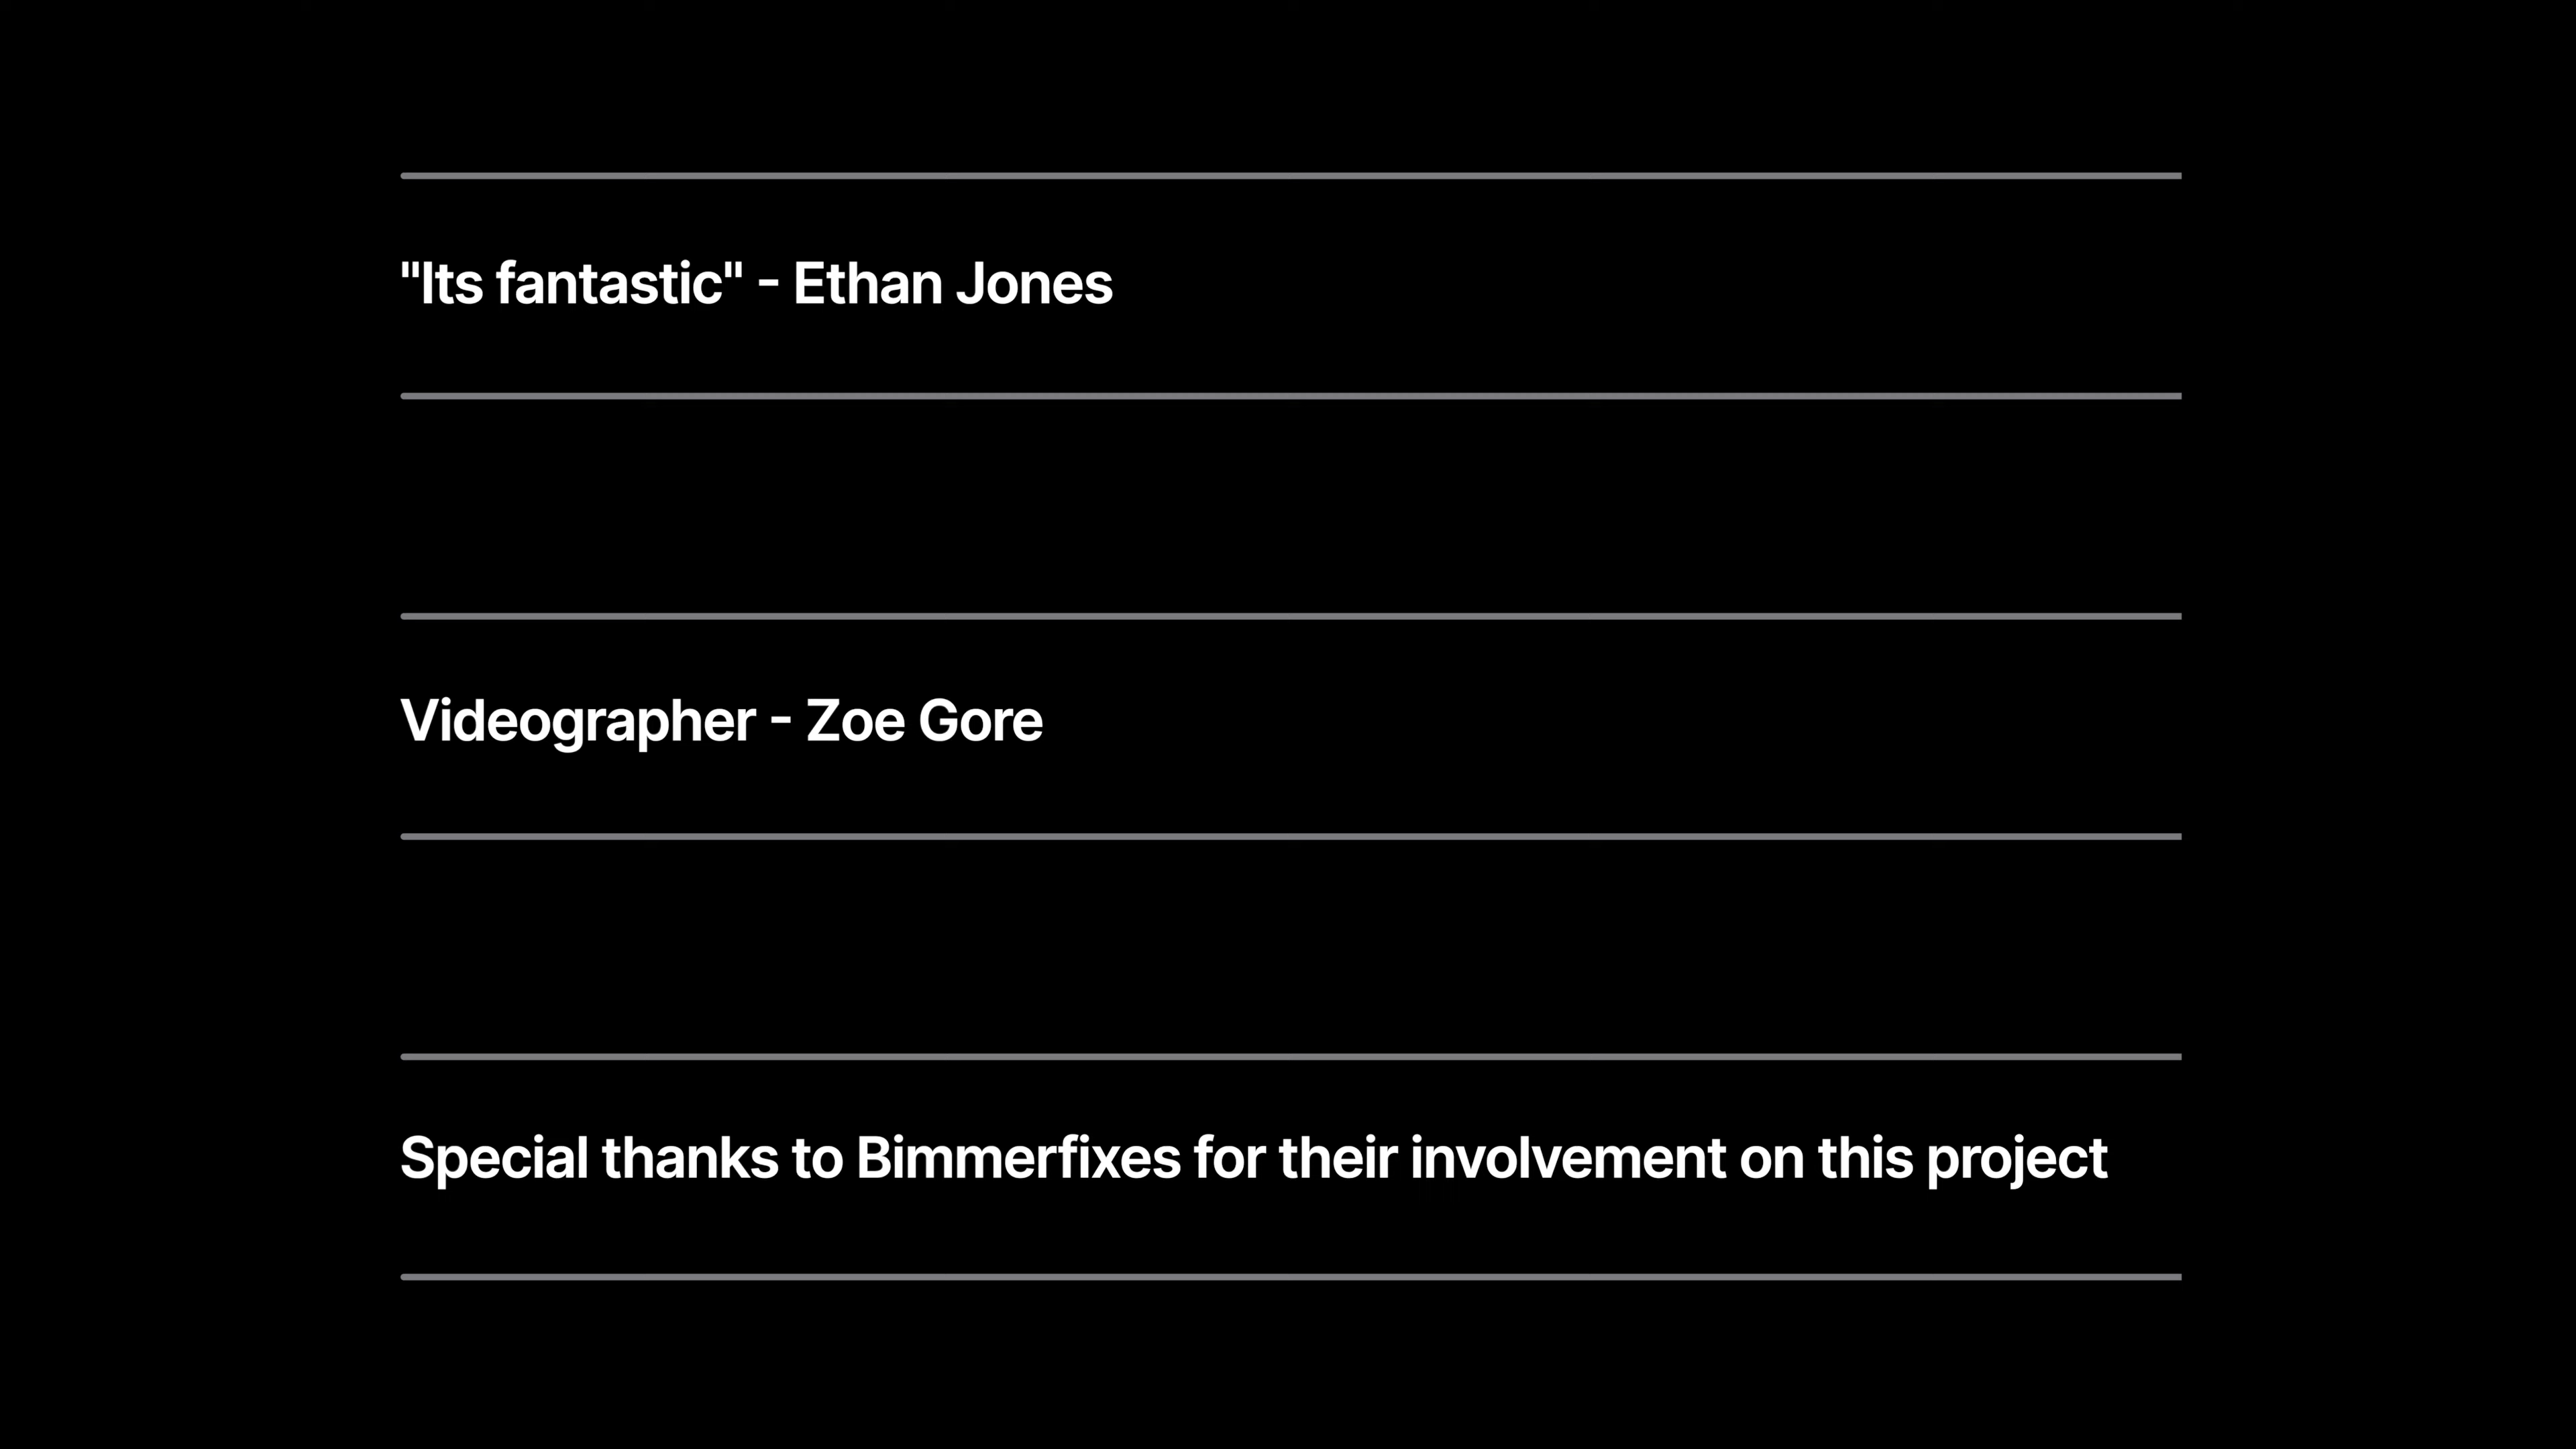 "Its fantastic" - Ethan Jones
Videographer - Zoe Gore
Special thanks to Bimmerfixes for their involvement on this project